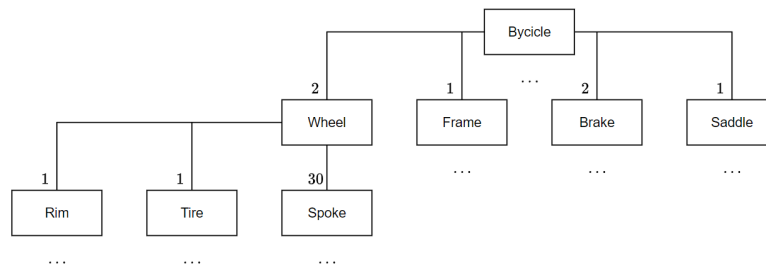 Bycicle
...
2 1 2 1
Wheel Frame Brake Saddle
... ... ...
1 1 30
Rim Tire Spoke
... ... ...